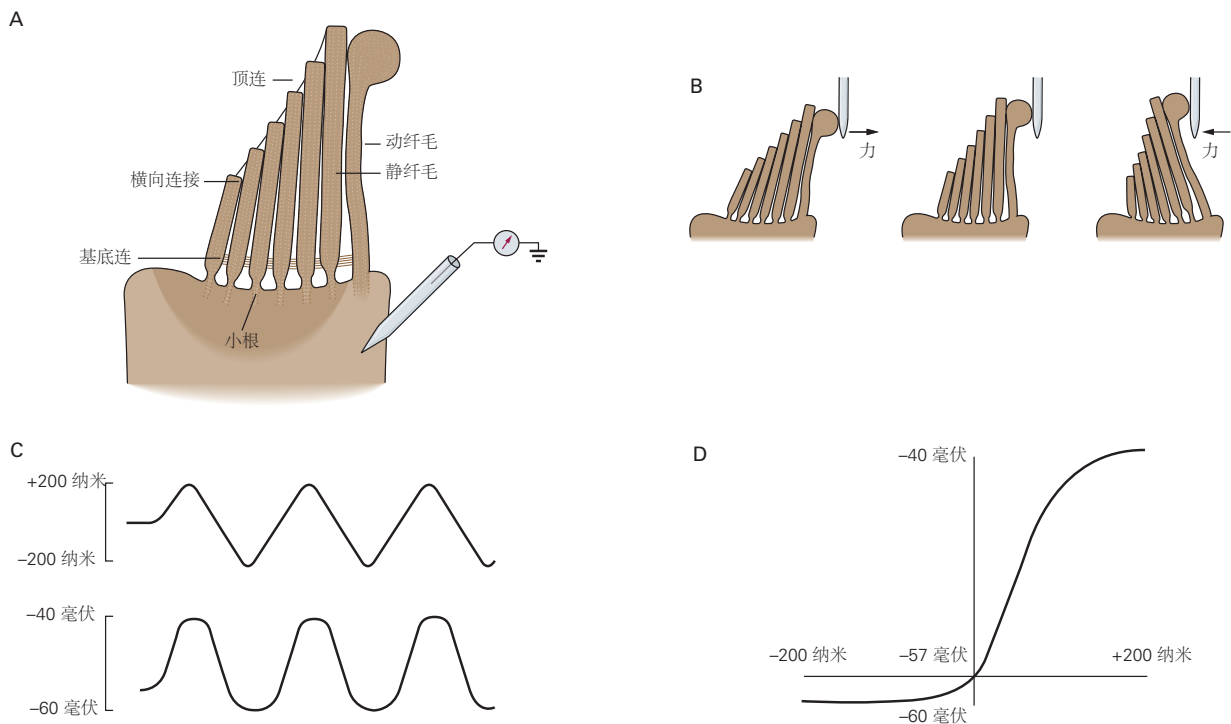 A
顶连
动纤毛
静纤毛
横向连接
基底连
小根
B
力
力
C
+200 纳米
–200 纳米
–40 毫伏
–60 毫伏
D
–40 毫伏
–200 纳米
–57 毫伏
+200 纳米
–60 毫伏